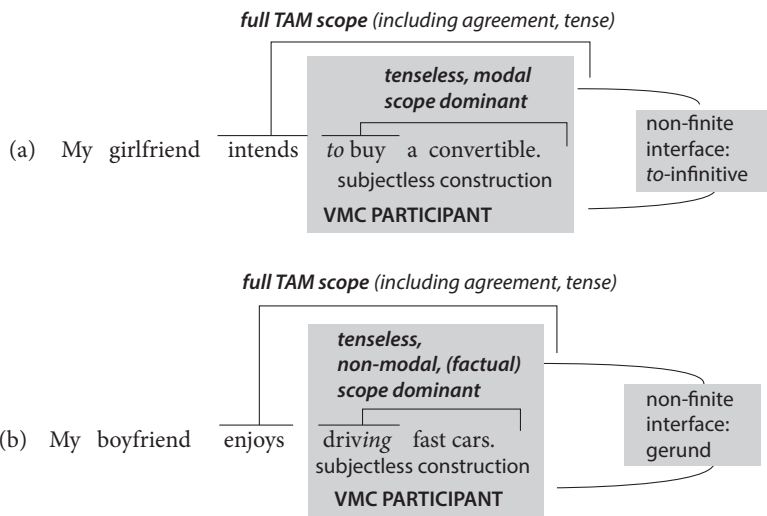 full TAM scope (including agreement, tense)
tenseless, modal
scope dominant
(a) My girlfriend intends to buy a convertible.
subjectless construction
VMC PARTICIPANT
non-finite
interface:
to-infinitive
full TAM scope (including agreement, tense)
tenseless,
non-modal, (factual)
scope dominant
(b) My boyfriend enjoys driving fast cars.
subjectless construction
VMC PARTICIPANT
non-finite
interface:
gerund